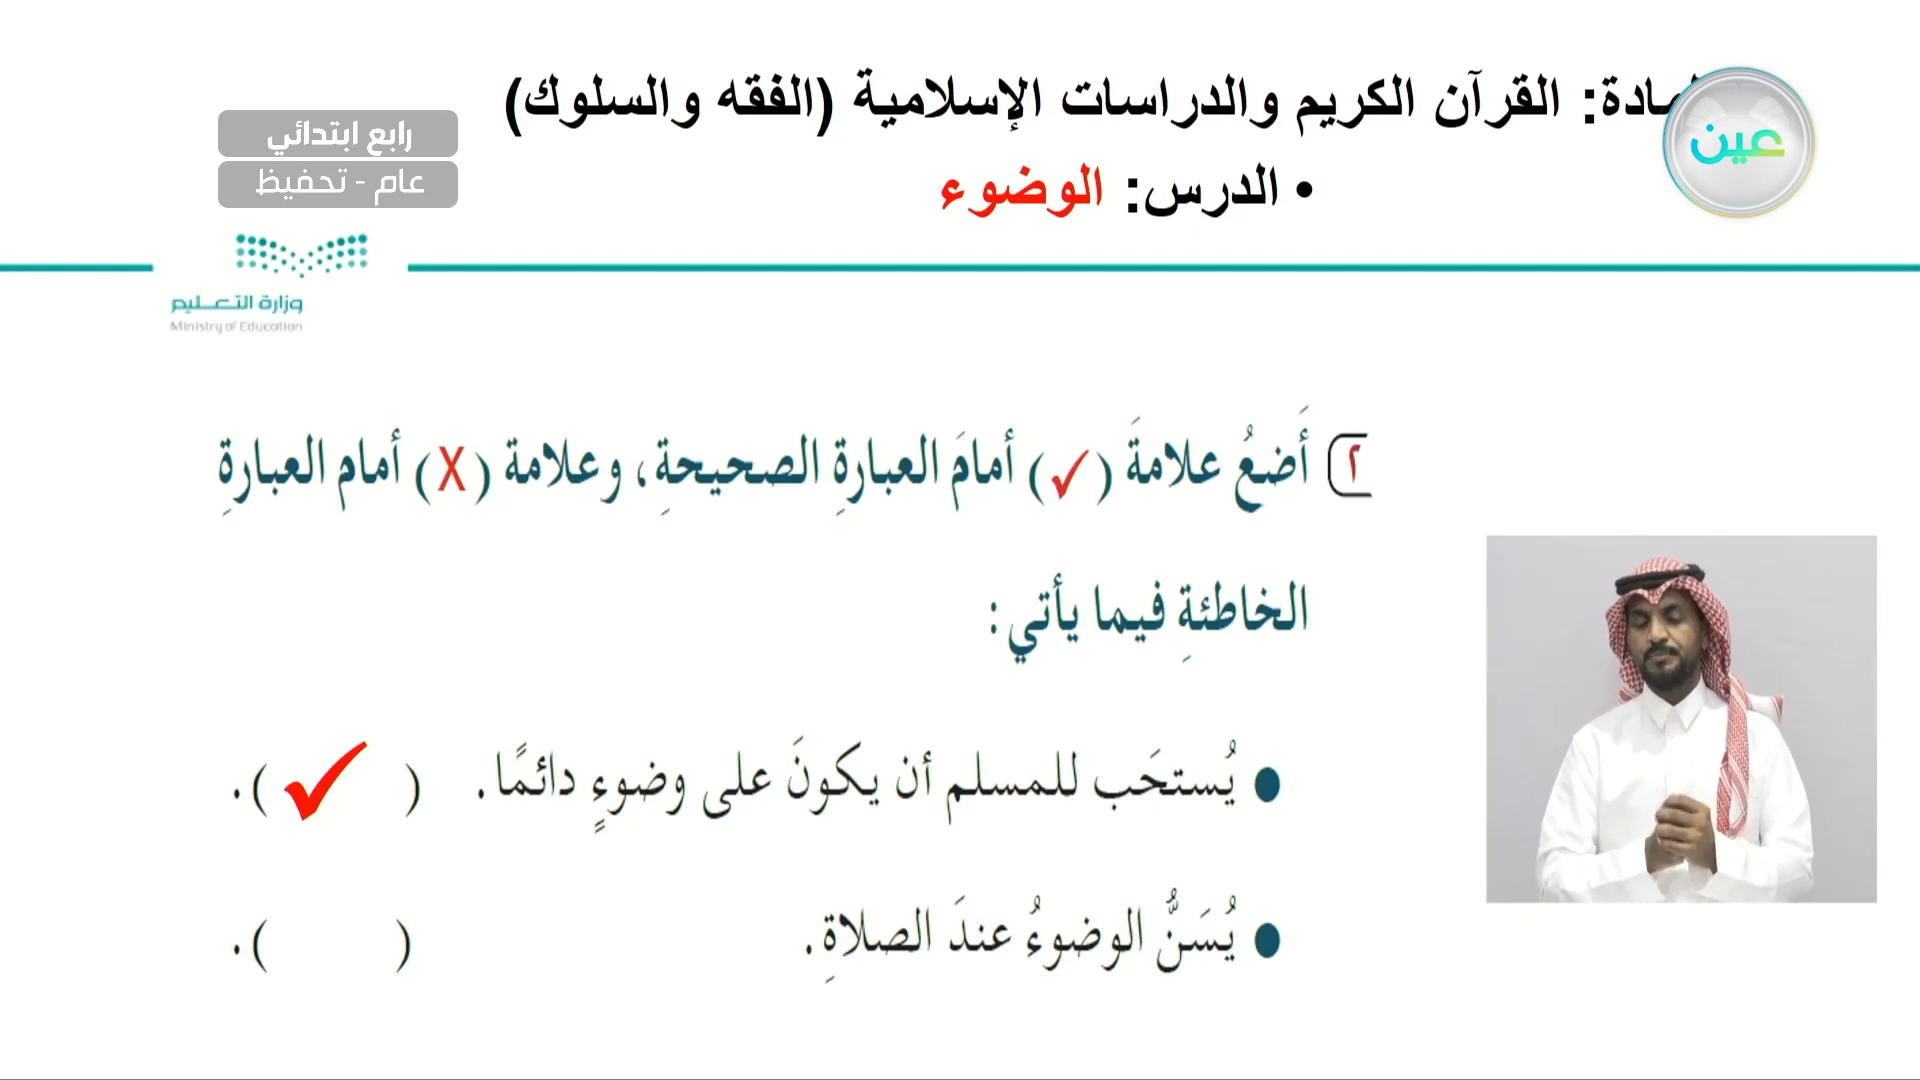 المادة: القرآن الكريم والدراسات الإسلامية (الفقه والسلوك)
عين
رابع ابتدائي
عام - تحفيظ
• الدرس: الوضوء
وزارة التعـــليم
Ministry of Education
٢) أَضعُ علامةَ (✓) أمامَ العبارةِ الصحيحةِ، وعلامة (X) أمام العبارةِ
الخاطئةِ فيما يأتي:
● يُستحَب للمسلم أن يكونَ على وضوءٍ دائمًا. ( ✓ ).
● يُسَنُّ الوضوءُ عندَ الصلاةِ. ( ).